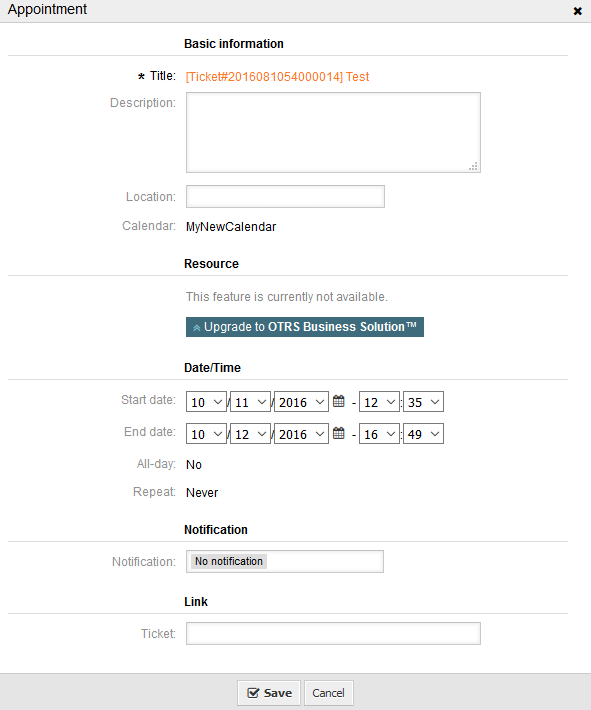 Appointment
Basic information
★ Title: [Ticket#2016081054000014] Test
Description:
Location:
Calendar: MyNewCalendar
Resource
This feature is currently not available.
Upgrade to OTRS Business Solution™
Date/Time
Start date: 10 / 11 / 2016 - 12 : 35
End date: 10 / 12 / 2016 - 16 : 49
All-day: No
Repeat: Never
Notification
Notification: No notification
Link
Ticket:
Save Cancel